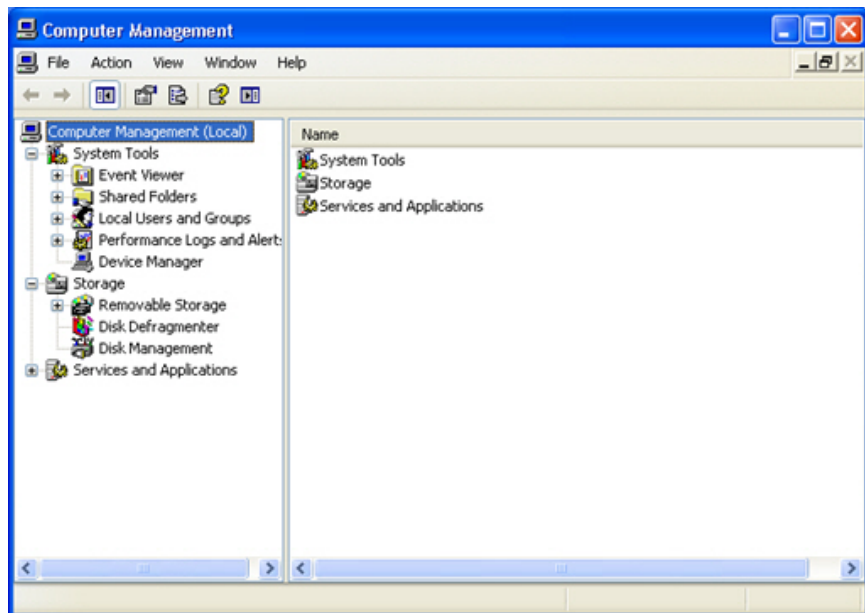 Computer Management
File Action View Window Help
Computer Management (Local)
System Tools
Event Viewer
Shared Folders
Local Users and Groups
Performance Logs and Alert:
Device Manager
Storage
Removable Storage
Disk Defragmenter
Disk Management
Services and Applications
Name
System Tools
Storage
Services and Applications